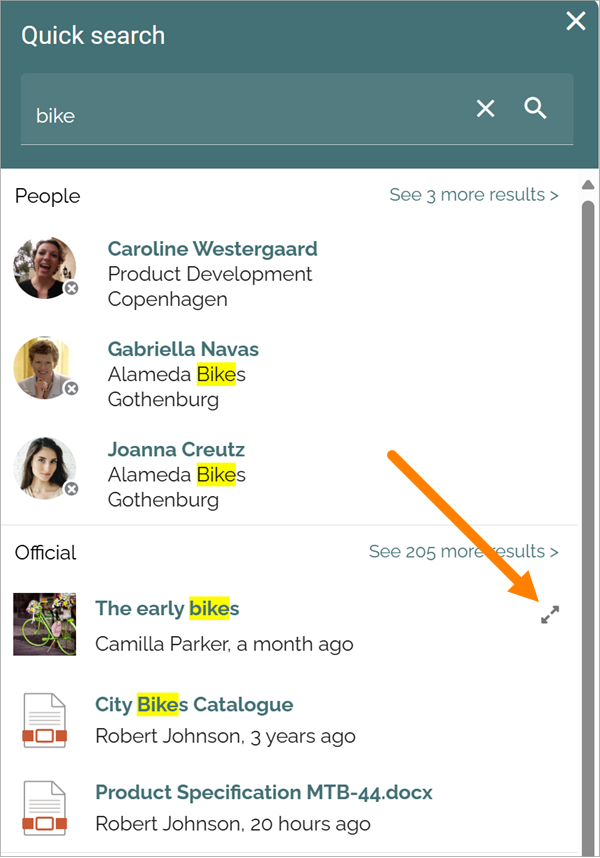 Quick search
bike
People
See 3 more results >
Caroline Westergaard
Product Development
Copenhagen
Gabriella Navas
Alameda Bikes
Gothenburg
Joanna Creutz
Alameda Bikes
Gothenburg
Official
See 205 more results >
The early bikes
Camilla Parker, a month ago
City Bikes Catalogue
Robert Johnson, 3 years ago
Product Specification MTB-44.docx
Robert Johnson, 20 hours ago